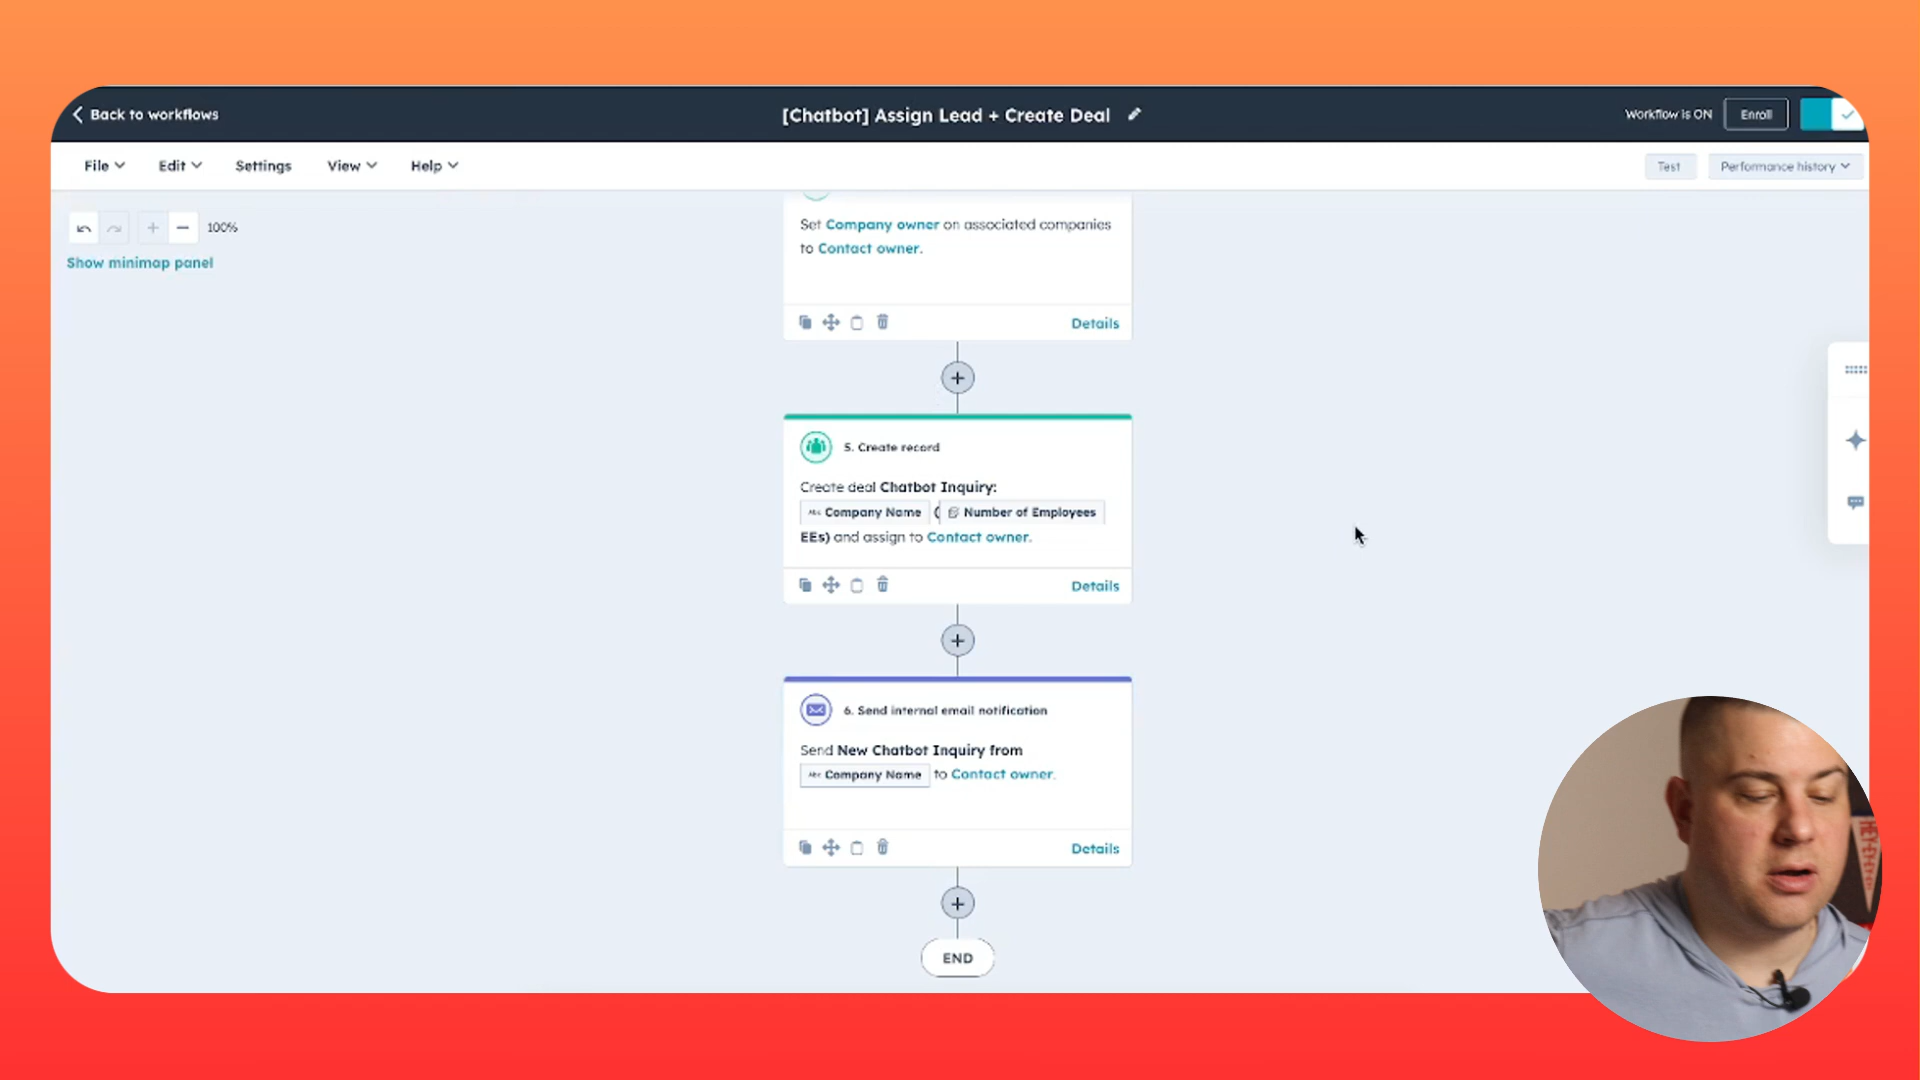 Back to workflows
[Chatbot] Assign Lead + Create Deal
Workflow is ON
Enroll
File
Edit
Settings
View
Help
Test
Performance history
100%
Show minimap panel
Set Company owner on associated companies
to Contact owner.
Details
5. Create record
Create deal Chatbot Inquiry:
Abc Company Name ( Number of Employees
EEs) and assign to Contact owner.
Details
6. Send internal email notification
Send New Chatbot Inquiry from
Abc Company Name to Contact owner.
Details
END